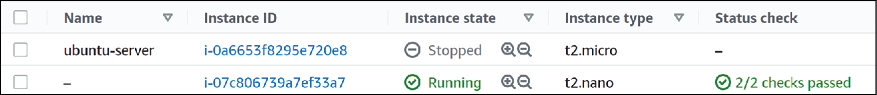 Name Instance ID Instance state Instance type Status check
ubuntu-server i-0a6653f8295e720e8 Stopped t2.micro –
– i-07c806739a7ef33a7 Running t2.nano 2/2 checks passed